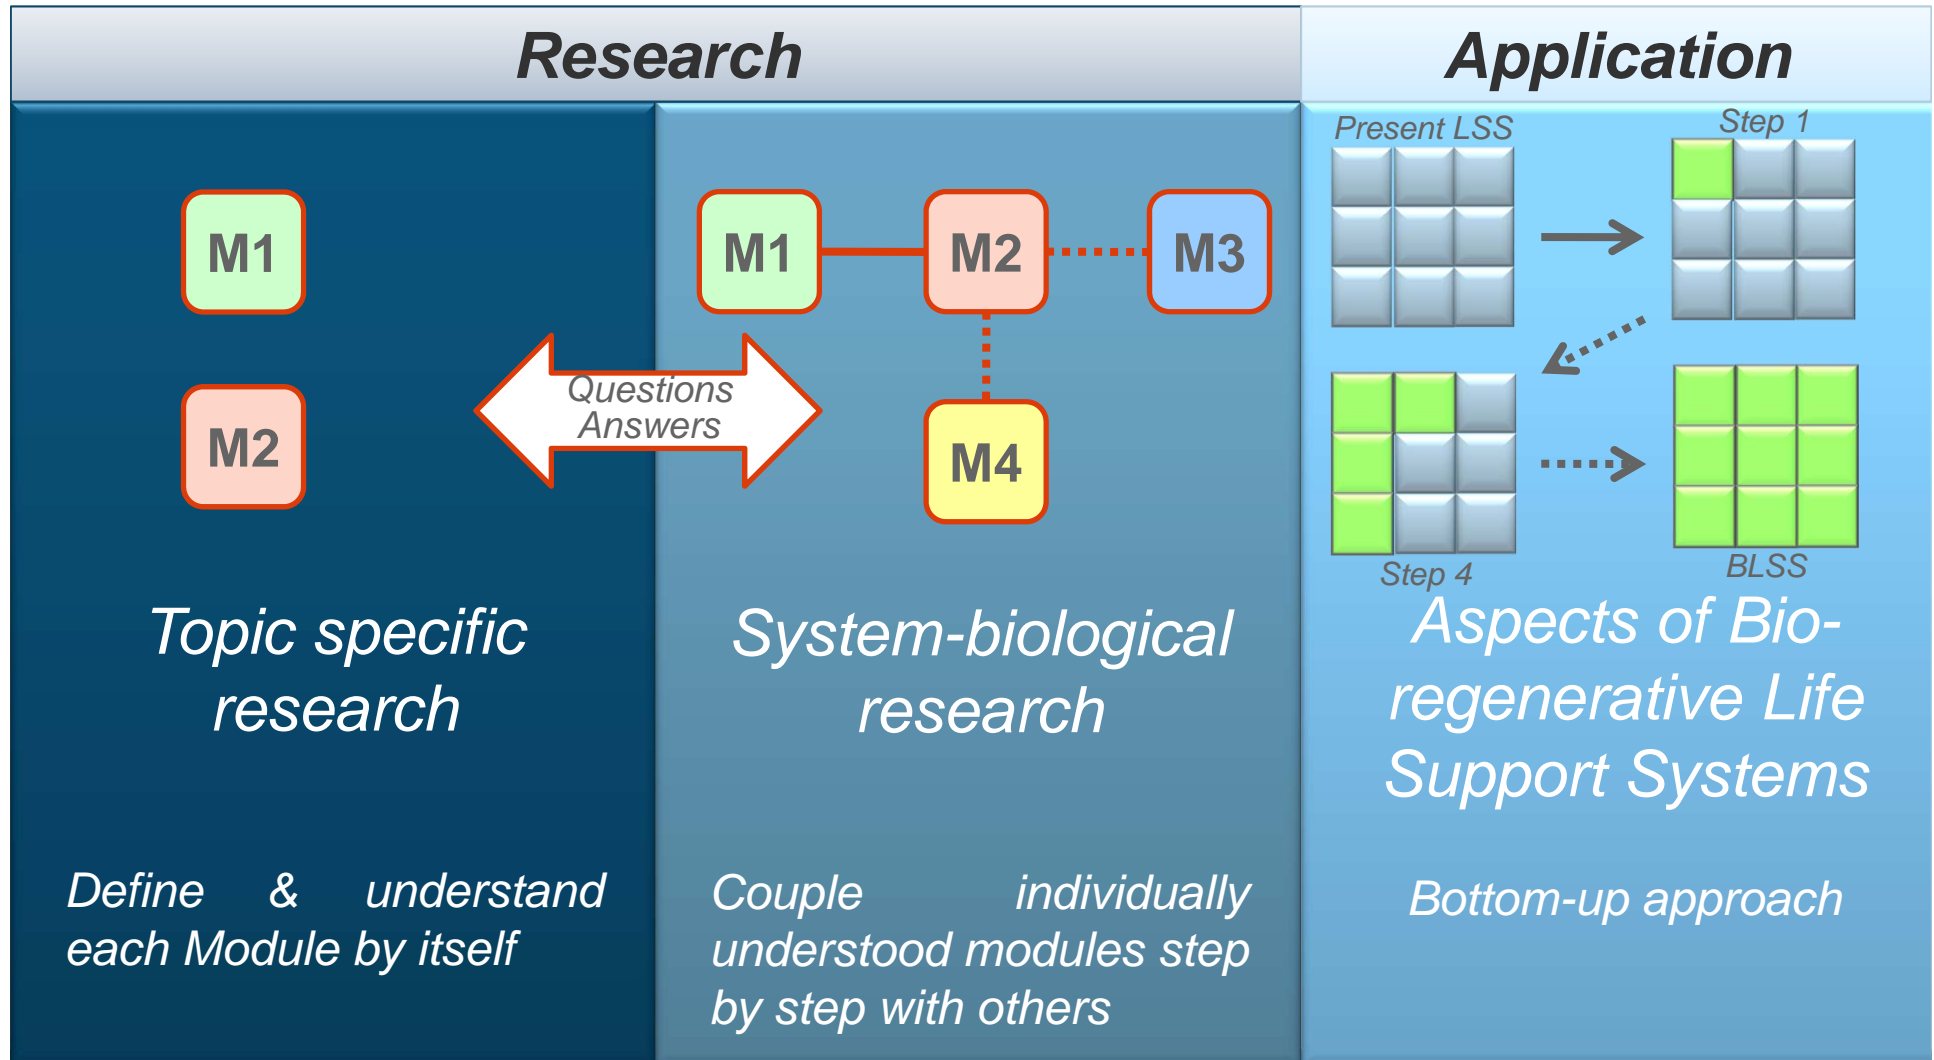 Research
Application
M1
M2
Topic specific
research
Define & understand
each Module by itself
Questions
Answers
M1
M2
M3
M4
System-biological
research
Couple individually
understood modules step
by step with others
Present LSS
Step 1
Step 4
BLSS
Aspects of Bio-
regenerative Life
Support Systems
Bottom-up approach